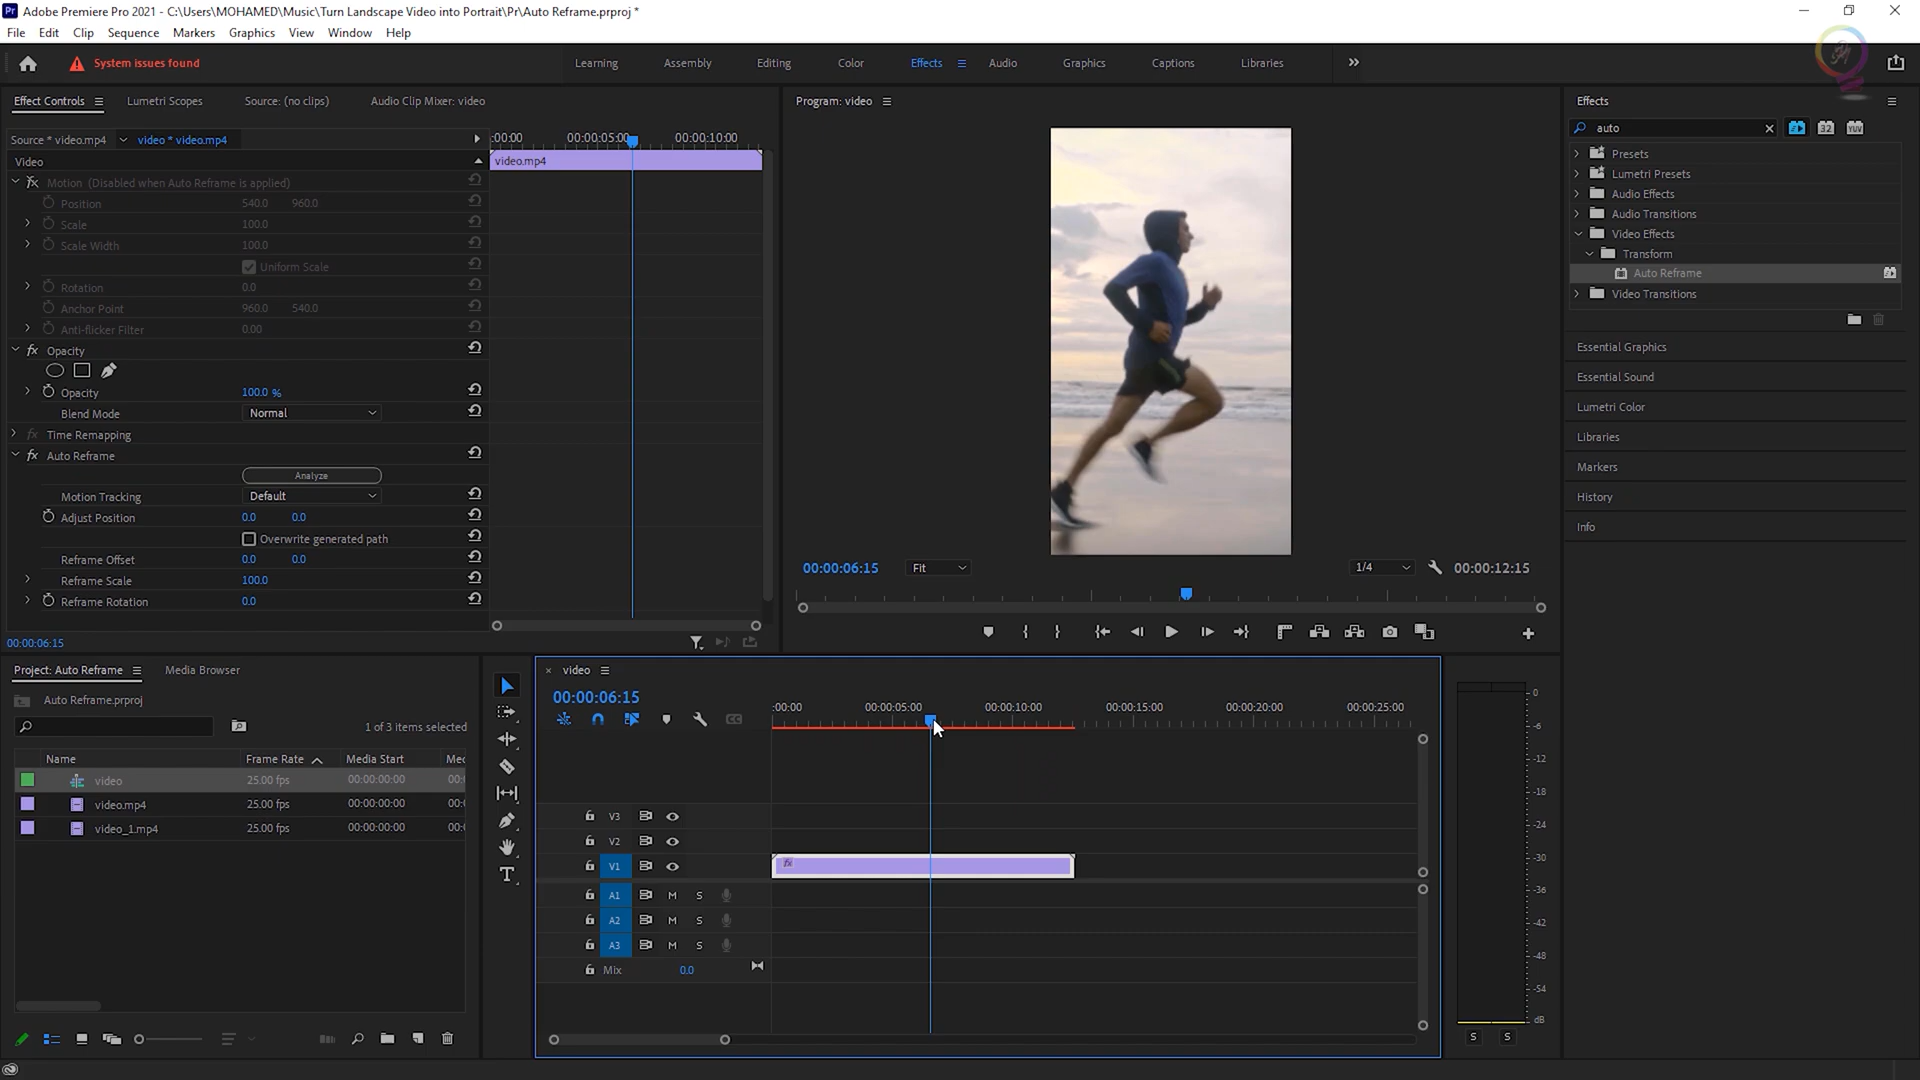 Pr Adobe Premiere Pro 2021 - C:\Users\MOHAMED\Music\Turn Landscape Video into Portrait\Pr\Auto Reframe.prproj *
File Edit Clip Sequence Markers Graphics View Window Help
System issues found
Learning Assembly Editing Color Effects Audio Graphics Captions Libraries
Effect Controls Lumetri Scopes Source: (no clips) Audio Clip Mixer: video
Source * video.mp4 video * video.mp4
:00:00 00:00:05:00 00:00:10:00
Video
video.mp4
Motion (Disabled when Auto Reframe is applied)
Position 540.0 960.0
Scale 100.0
Scale Width 100.0
Uniform Scale
Rotation 0.0
Anchor Point 960.0 540.0
Anti-flicker Filter 0.00
fx Opacity
Opacity 100.0 %
Blend Mode Normal
fx Time Remapping
fx Auto Reframe
Analyze
Motion Tracking Default
Adjust Position 0.0 0.0
Overwrite generated path
Reframe Offset 0.0 0.0
Reframe Scale 100.0
Reframe Rotation 0.0
00:00:06:15
Program: video
00:00:06:15 Fit 1/4 00:00:12:15
Effects
auto
32 YUV
Presets
Lumetri Presets
Audio Effects
Audio Transitions
Video Effects
Transform
Auto Reframe
Video Transitions
Essential Graphics
Essential Sound
Lumetri Color
Libraries
Markers
History
Info
Project: Auto Reframe Media Browser
Auto Reframe.prproj
1 of 3 items selected
Name Frame Rate Media Start
video 25.00 fps 00:00:00:00 00:
video.mp4 25.00 fps 00:00:00:00 00:
video_1.mp4 25.00 fps 00:00:00:00 00:
× video
00:00:06:15
CC
:00:00 00:00:05:00 00:00:10:00 00:00:15:00 00:00:20:00 00:00:25:00
V3
V2
V1 fx
A1 M S
A2 M S
A3 M S
Mix 0.0
0
-6
-12
-18
-24
-30
-36
-42
-48
-54
dB
S S